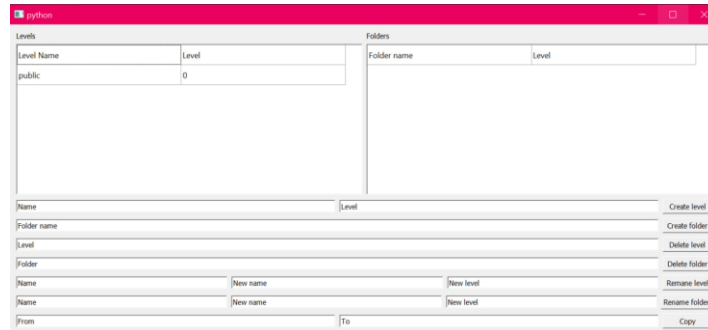 python
Levels Folders
Level Name Level Folder name Level
public 0
Name Level Create level
Folder name Create folder
Level Delete level
Folder Delete folder
Name New name New level Remane level
Name New name New level Rename folder
From To Copy